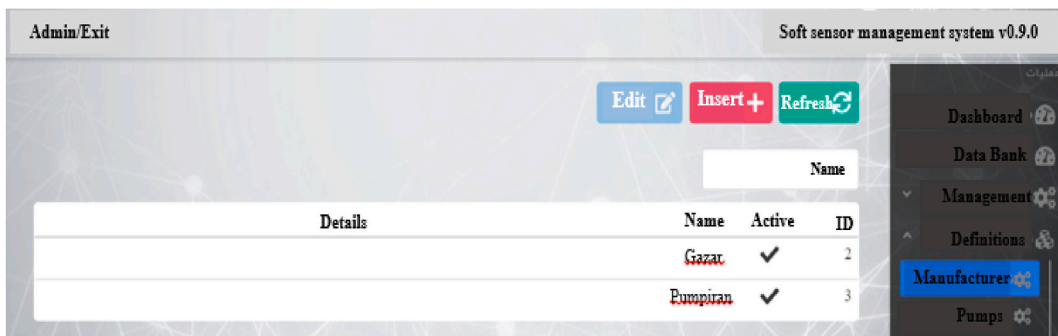 Admin/Exit
Soft sensor management system v0.9.0
عملیات
Edit
Insert
Refresh
Dashboard
Data Bank
Name
Management
Details Name Active ID
Definitions
Gazar 2
Manufacturer
Pumpiran 3
Pumps